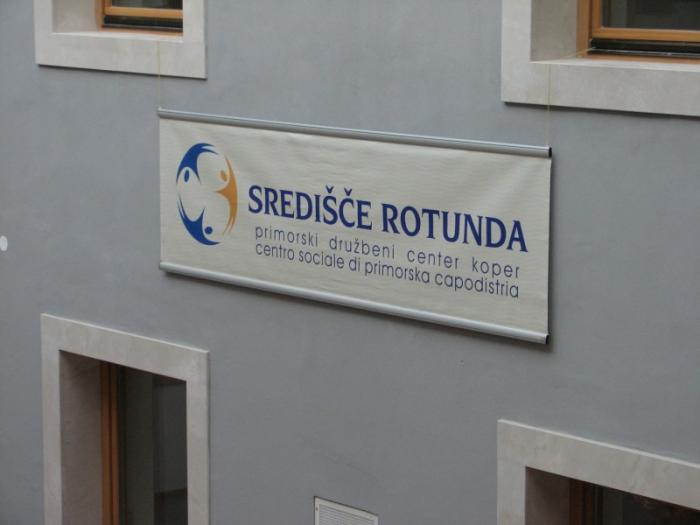 SREDIŠČE ROTUNDA
primorski družbeni center koper
centro sociale di primorska capodistria